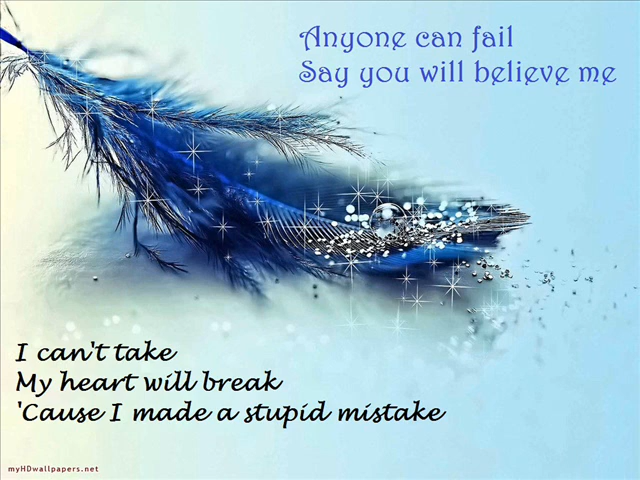 Anyone can fail
Say you will believe me
I can't take
My heart will break
'Cause I made a stupid mistake
myHDwallpapers.net